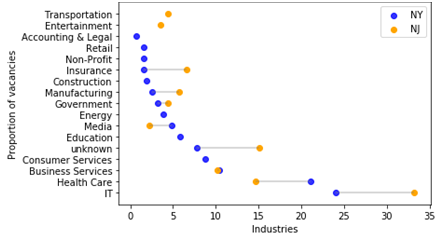 NY
NJ
Proportion of vacancies
Transportation
Entertainment
Accounting & Legal
Retail
Non-Profit
Insurance
Construction
Manufacturing
Government
Energy
Media
Education
unknown
Consumer Services
Business Services
Health Care
IT
0 5 10 15 20 25 30 35
Industries